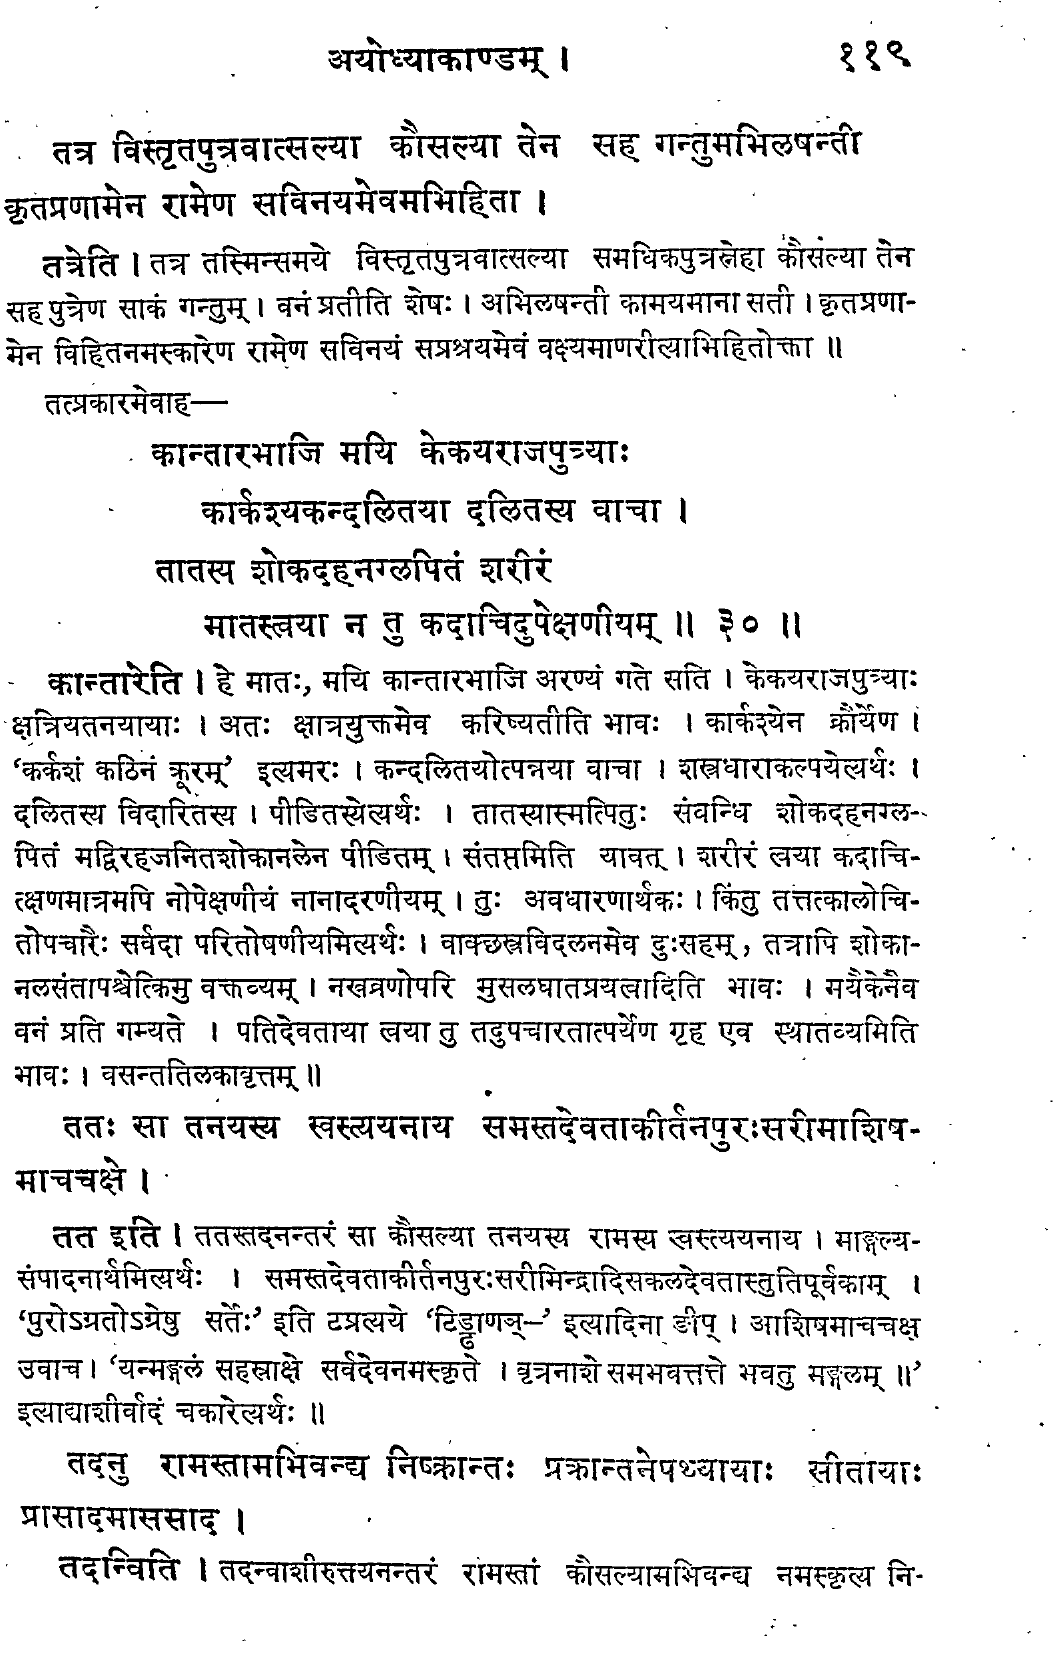 अयोध्याकाण्डम् । ११९
तत्र विस्तृतपुत्रवात्सल्या कौसल्या तेन सह गन्तुमभिलषन्ती
कृतप्रणामेन रामेण सविनयमेवमभिहिता ।
तत्रेति । तत्र तस्मिन्समये विस्तृतपुत्रवात्सल्या समधिकपुत्रस्नेहा कौसल्या तेन
सह पुत्रेण साकं गन्तुम् । वनं प्रतीति शेषः । अभिलषन्ती कामयमाना सती । कृतप्रणा-
मेन विहितनमस्कारेण रामेण सविनयं सप्रश्रयमेवं वक्ष्यमाणरीत्याभिहितोक्ता ॥
तत्प्रकारमेवाह—
कान्तारभाजि मयि केकयराजपुत्र्याः
कार्कश्यकन्दलितया दलितस्य वाचा ।
तातस्य शोकदहनग्लपितं शरीरं
मातस्त्वया न तु कदाचिदुपेक्षणीयम् ॥ ३० ॥
कान्तारेति । हे मातः, मयि कान्तारभाजि अरण्यं गते सति । केकयराजपुत्र्याः
क्षत्रियतनयायाः । अतः क्षात्रयुक्तमेव करिष्यतीति भावः । कार्कश्येन क्रौर्येण ।
‘कर्कशं कठिनं क्रूरम्’ इत्यमरः । कन्दलितयोत्पन्नया वाचा । शस्त्रधाराकल्पयेत्यर्थः ।
दलितस्य विदारितस्य । पीडितस्येत्यर्थः । तातस्यास्मत्पितुः संवन्धि शोकदहनग्ल-
पितं मद्विरहजनितशोकानलेन पीडितम् । संतप्तमिति यावत् । शरीरं त्वया कदाचि-
त्क्षणमात्रमपि नोपेक्षणीयं नानादरणीयम् । तुः अवधारणार्थकः । किंतु तत्तत्कालोचि-
तोपचारैः सर्वदा परितोषणीयमित्यर्थः । वाक्छस्त्रविदलनमेव दुःसहम्, तत्रापि शोका-
नलसंतापश्चेत्किमु वक्तव्यम् । नखव्रणोपरि मुसलघातप्रयत्नादिति भावः । मयैकेनैव
वनं प्रति गम्यते । पतिदेवताया त्वया तु तदुपचारतात्पर्येण गृह एव स्थातव्यमिति
भावः । वसन्ततिलकावृत्तम् ॥
ततः सा तनयस्य स्वस्त्ययनाय समस्तदेवताकीर्तनपुरःसरीमाशिष-
माचचक्षे ।
तत इति । ततस्तदनन्तरं सा कौसल्या तनयस्य रामस्य स्वस्त्ययनाय । माङ्गल्य-
संपादनार्थमित्यर्थः । समस्तदेवताकीर्तनपुरःसरीमिन्द्रादिसकलदेवतास्तुतिपूर्वकाम् ।
‘पुरोऽग्रतोऽग्रेषु सर्तेः’ इति टप्रत्यये ‘टिड्ढाणञ्–’ इत्यादिना ङीप् । आशिषमाचचक्ष
उवाच । ‘यन्मङ्गलं सहस्राक्षे सर्वदेवनमस्कृते । वृत्रनाशे समभवत्तत्ते भवतु मङ्गलम् ॥’
इत्याद्याशीर्वादं चकारेत्यर्थः ॥
तदनु रामस्तामभिवन्द्य निष्क्रान्तः प्रक्रान्तनेपथ्यायाः सीतायाः
प्रासादमाससाद ।
तदन्विति । तदन्वाशीरुत्तयनन्तरं रामस्तां कौसल्यामभिवन्द्य नमस्कृत्य नि-